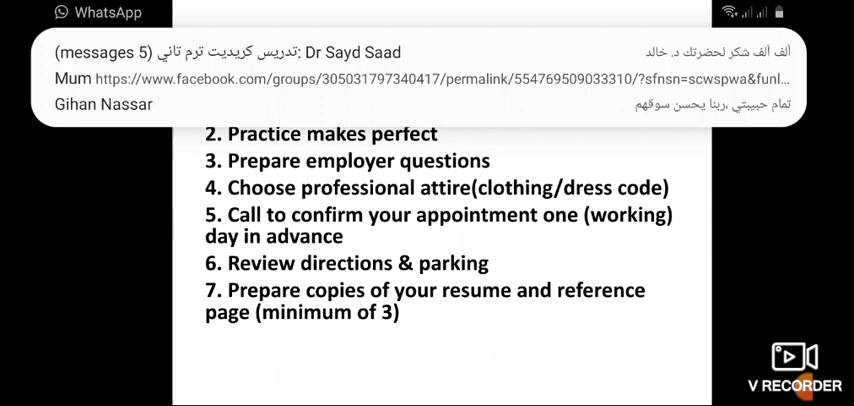 WhatsApp
(messages 5) تدريس كريديت ترم تاني: Dr Sayd Saad ألف ألف شكر لحضرتك د. خالد
Mum https://www.facebook.com/groups/305031797340417/permalink/554769509033310/?sfnsn=scwspwa&funl...
Gihan Nassar تمام حبيبتي ،ربنا يحسن سوقهم
2. Practice makes perfect
3. Prepare employer questions
4. Choose professional attire(clothing/dress code)
5. Call to confirm your appointment one (working)
day in advance
6. Review directions & parking
7. Prepare copies of your resume and reference
page (minimum of 3)
V RECORDER